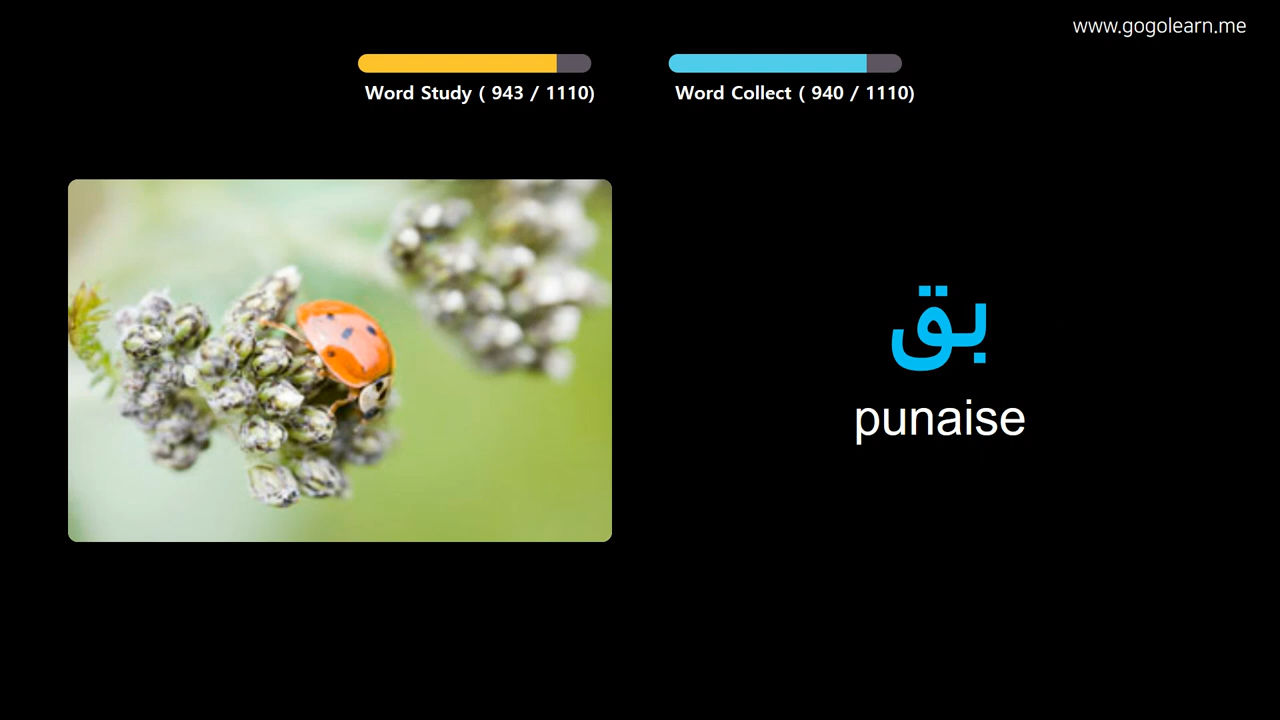 www.gogolearn.me
Word Study ( 943 / 1110)
Word Collect ( 940 / 1110)
بق
punaise